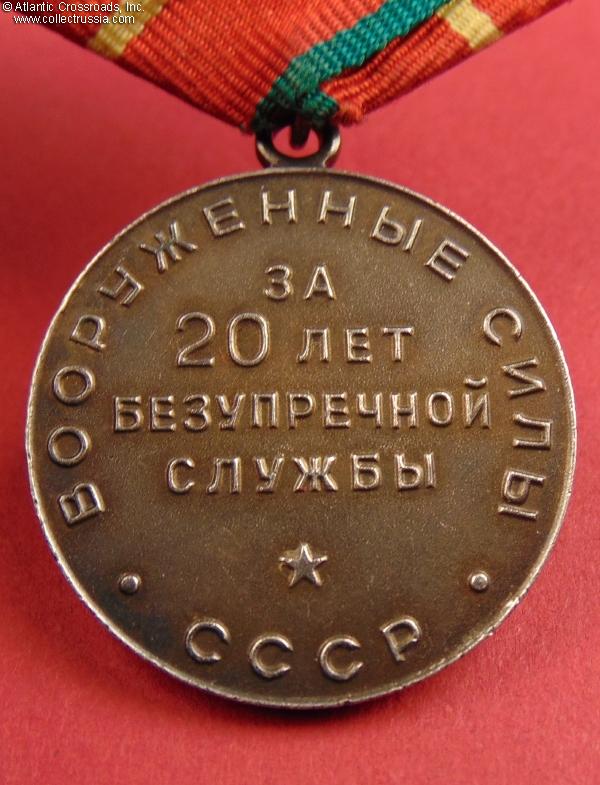 © Atlantic Crossroads, Inc.
www.collectrussia.com
ВООРУЖЕННЫЕ СИЛЫ
ЗА
20 ЛЕТ
БЕЗУПРЕЧНОЙ
СЛУЖБЫ
СССР